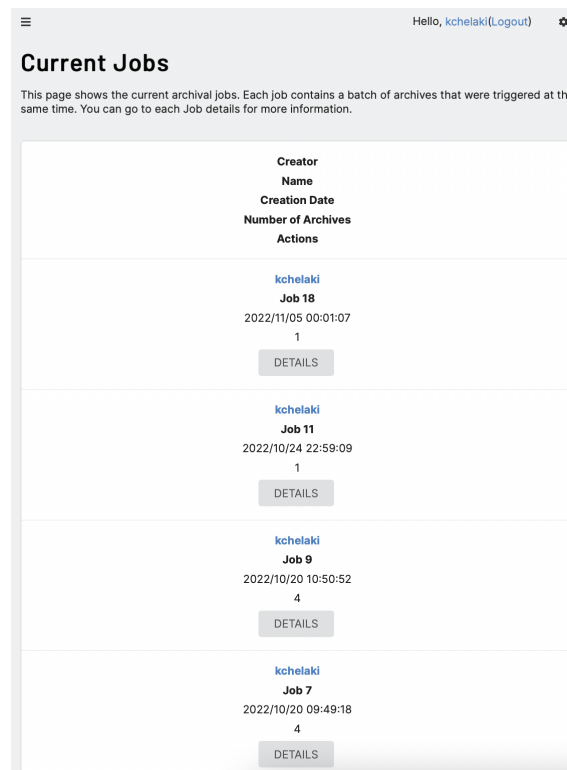 Hello, kchelaki(Logout)
Current Jobs
This page shows the current archival jobs. Each job contains a batch of archives that were triggered at th
same time. You can go to each Job details for more information.
Creator
Name
Creation Date
Number of Archives
Actions
kchelaki
Job 18
2022/11/05 00:01:07
1
DETAILS
kchelaki
Job 11
2022/10/24 22:59:09
1
DETAILS
kchelaki
Job 9
2022/10/20 10:50:52
4
DETAILS
kchelaki
Job 7
2022/10/20 09:49:18
4
DETAILS